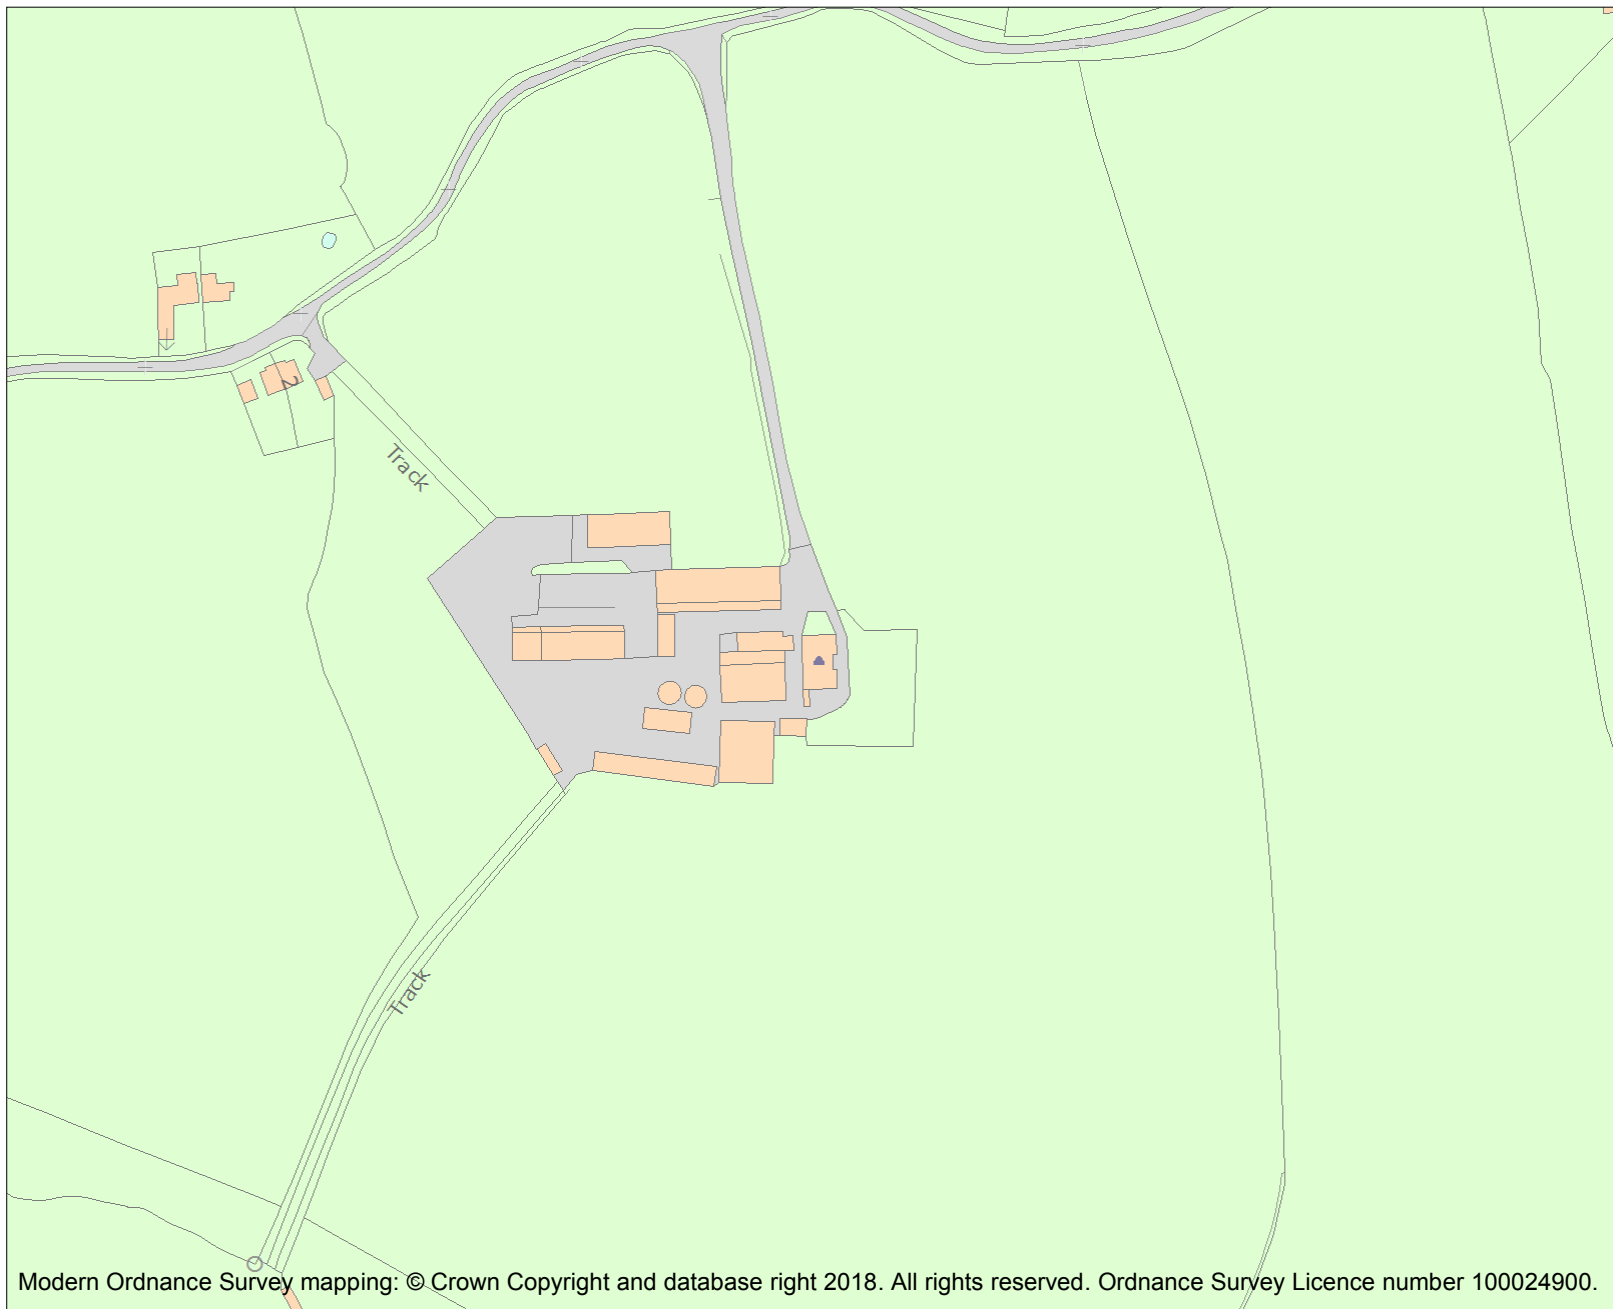 2
Track
Track
Modern Ordnance Survey mapping: © Crown Copyright and database right 2018. All rights reserved. Ordnance Survey Licence number 100024900.